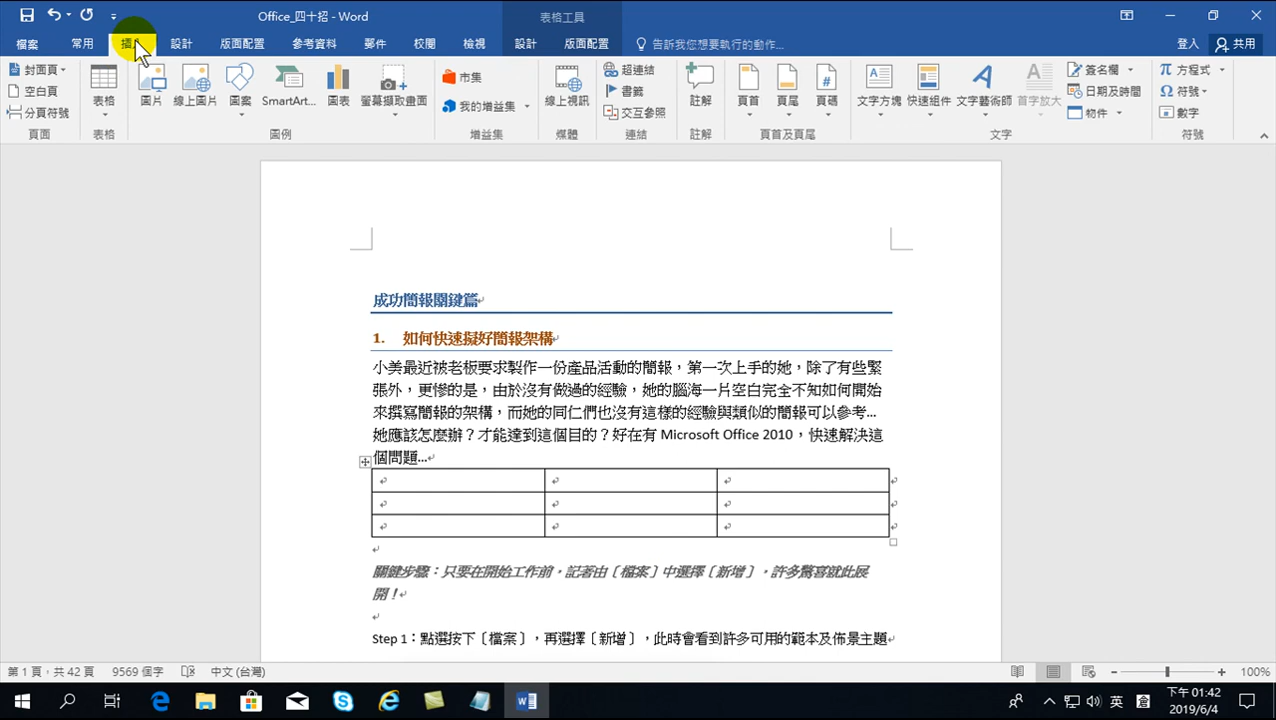 Office_四十招 - Word
表格工具
檔案 常用 設計 版面配置 參考資料 郵件 校閱 檢視 設計 版面配置 告訴我您想要執行的動作... 登入 共用
封面頁 空白頁 分頁符號 頁面
表格 表格
圖片 線上圖片 圖案 SmartArt... 圖表 螢幕擷取畫面 圖例
市集 我的增益集 增益集
線上視訊 媒體
超連結 書籤 交互參照 連結
註解 註解
頁首 頁尾 頁碼 頁首及頁尾
文字方塊 快速組件 文字藝術師 首字放大 簽名欄 日期及時間 物件 文字
方程式 符號 數字 符號
成功簡報關鍵篇
1. 如何快速擬好簡報架構
小美最近被老板要求製作一份產品活動的簡報，第一次上手的她，除了有些緊
張外，更慘的是，由於沒有做過的經驗，她的腦海一片空白完全不知如何開始
來撰寫簡報的架構，而她的同仁們也沒有這樣的經驗與類似的簡報可以參考...
她應該怎麼辦？才能達到這個目的？好在有 Microsoft Office 2010，快速解決這
個問題...
關鍵步驟：只要在開始工作前，記著由〔檔案〕中選擇〔新增〕，許多驚喜就此展
開！
Step 1：點選按下〔檔案〕，再選擇〔新增〕，此時會看到許多可用的範本及佈景主題
第 1 頁，共 42 頁 9569 個字 中文 (台灣) 100%
英 下午 01:42
2019/6/4